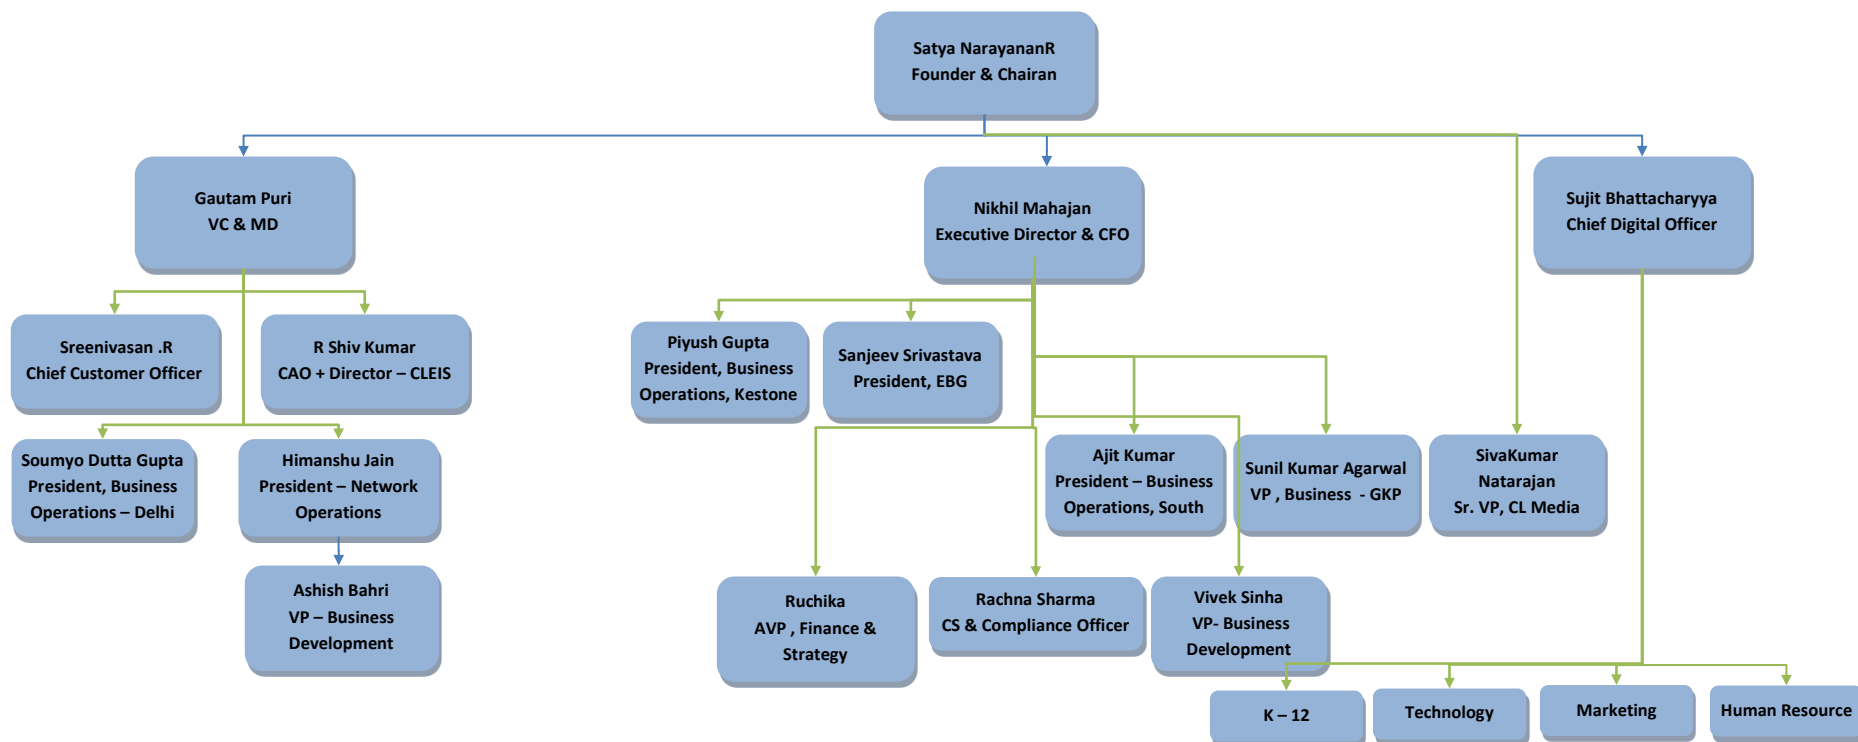 Satya NarayananR
Founder & Chairan
Gautam Puri
VC & MD
Nikhil Mahajan
Executive Director & CFO
Sujit Bhattacharyya
Chief Digital Officer
Sreenivasan .R
Chief Customer Officer
R Shiv Kumar
CAO + Director – CLEIS
Piyush Gupta
President, Business
Operations, Kestone
Sanjeev Srivastava
President, EBG
Soumyo Dutta Gupta
President, Business
Operations – Delhi
Himanshu Jain
President – Network
Operations
Ajit Kumar
President – Business
Operations, South
Sunil Kumar Agarwal
VP , Business  - GKP
SivaKumar
Natarajan
Sr. VP, CL Media
Ashish Bahri
VP – Business
Development
Ruchika
AVP , Finance &
Strategy
Rachna Sharma
CS & Compliance Officer
Vivek Sinha
VP- Business
Development
K – 12
Technology
Marketing
Human Resource